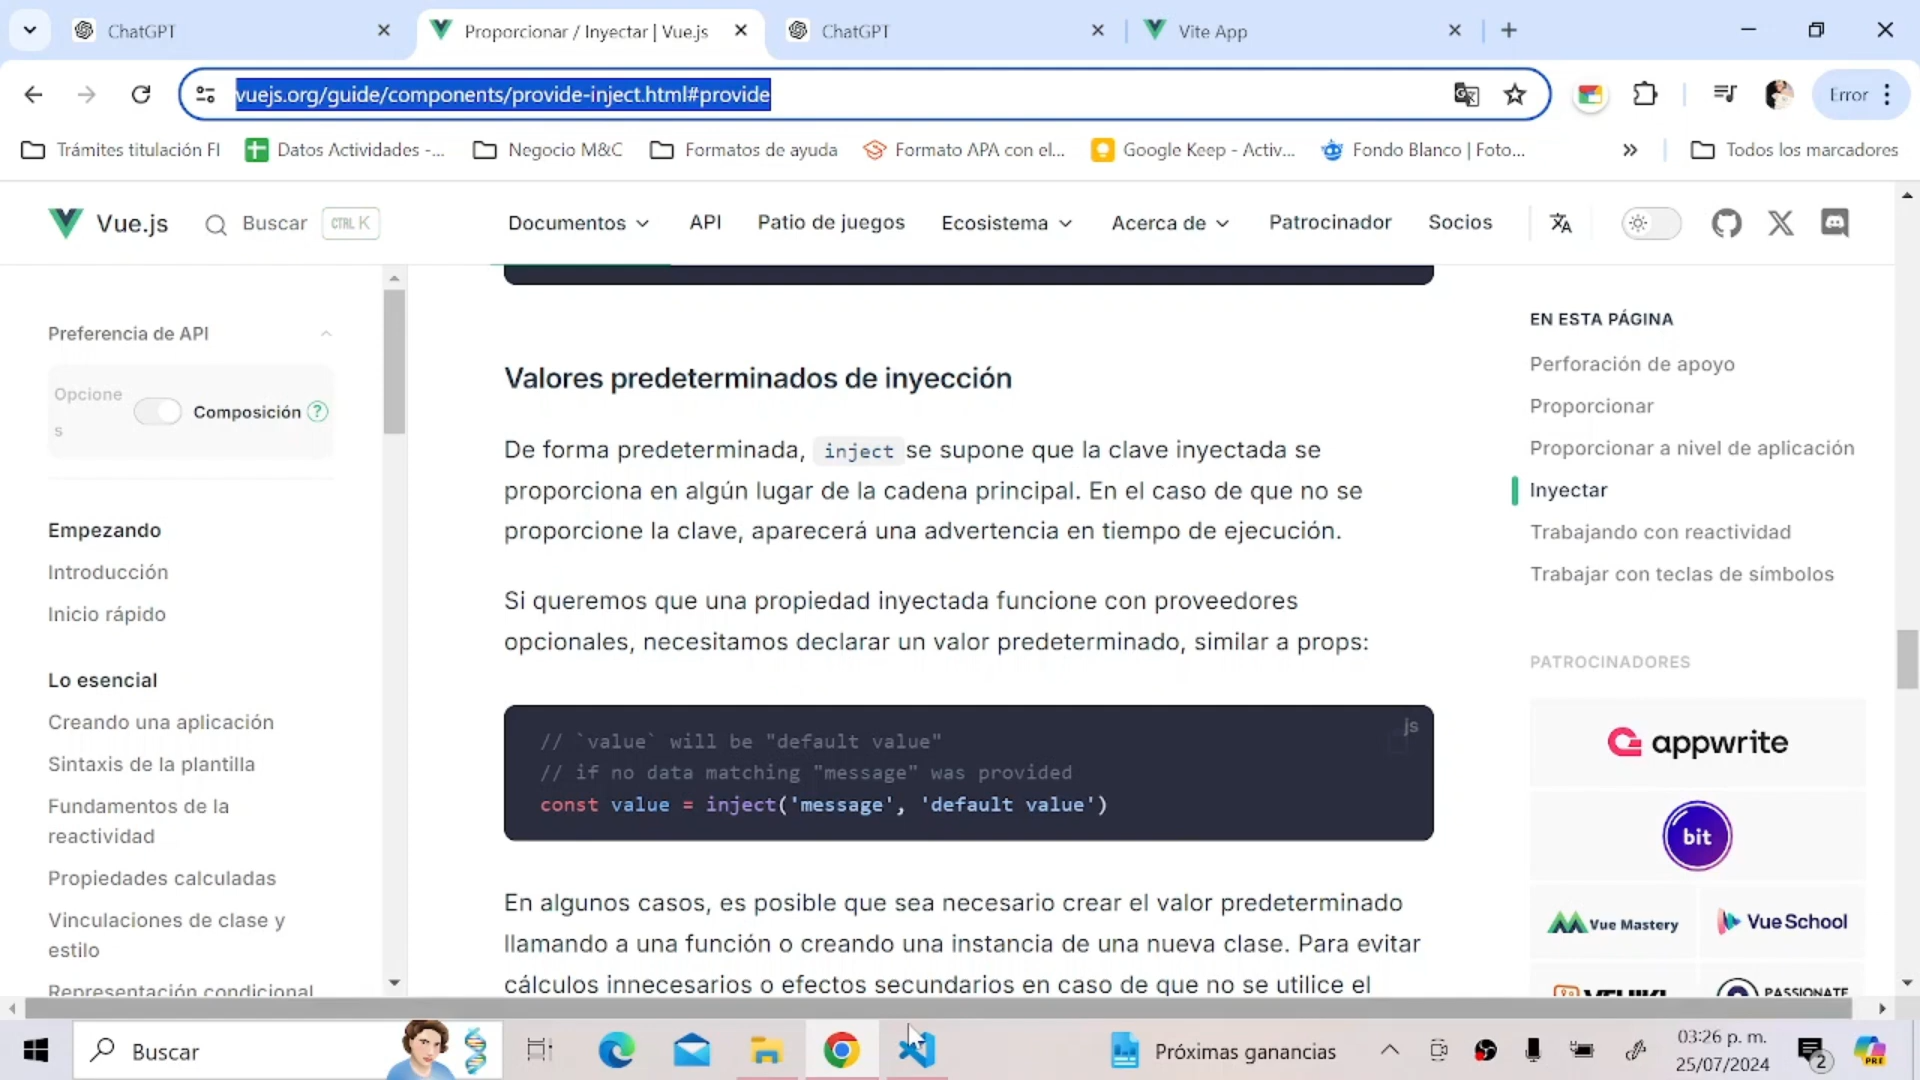 ChatGPT
Proporcionar / Inyectar | Vue.js
ChatGPT
Vite App
vuejs.org/guide/components/provide-inject.html#provide
Error
Trámites titulación FI
Datos Actividades -...
Negocio M&C
Formatos de ayuda
Formato APA con el...
Google Keep - Activ...
Fondo Blanco | Foto...
»
Todos los marcadores
Vue.js
Buscar
CTRL K
Documentos
API
Patio de juegos
Ecosistema
Acerca de
Patrocinador
Socios
Preferencia de API
Opcione
s
Composición
?
Empezando
Introducción
Inicio rápido
Lo esencial
Creando una aplicación
Sintaxis de la plantilla
Fundamentos de la
reactividad
Propiedades calculadas
Vinculaciones de clase y
estilo
Representación condicional
Valores predeterminados de inyección
De forma predeterminada, inject se supone que la clave inyectada se
proporciona en algún lugar de la cadena principal. En el caso de que no se
proporcione la clave, aparecerá una advertencia en tiempo de ejecución.
Si queremos que una propiedad inyectada funcione con proveedores
opcionales, necesitamos declarar un valor predeterminado, similar a props:
js
// `value` will be "default value"
// if no data matching "message" was provided
const value = inject('message', 'default value')
En algunos casos, es posible que sea necesario crear el valor predeterminado
llamando a una función o creando una instancia de una nueva clase. Para evitar
cálculos innecesarios o efectos secundarios en caso de que no se utilice el
EN ESTA PÁGINA
Perforación de apoyo
Proporcionar
Proporcionar a nivel de aplicación
Inyectar
Trabajando con reactividad
Trabajar con teclas de símbolos
PATROCINADORES
appwrite
bit
Vue Mastery
Vue School
PASSIONATE
Buscar
Próximas ganancias
03:26 p. m.
25/07/2024
2
PRE